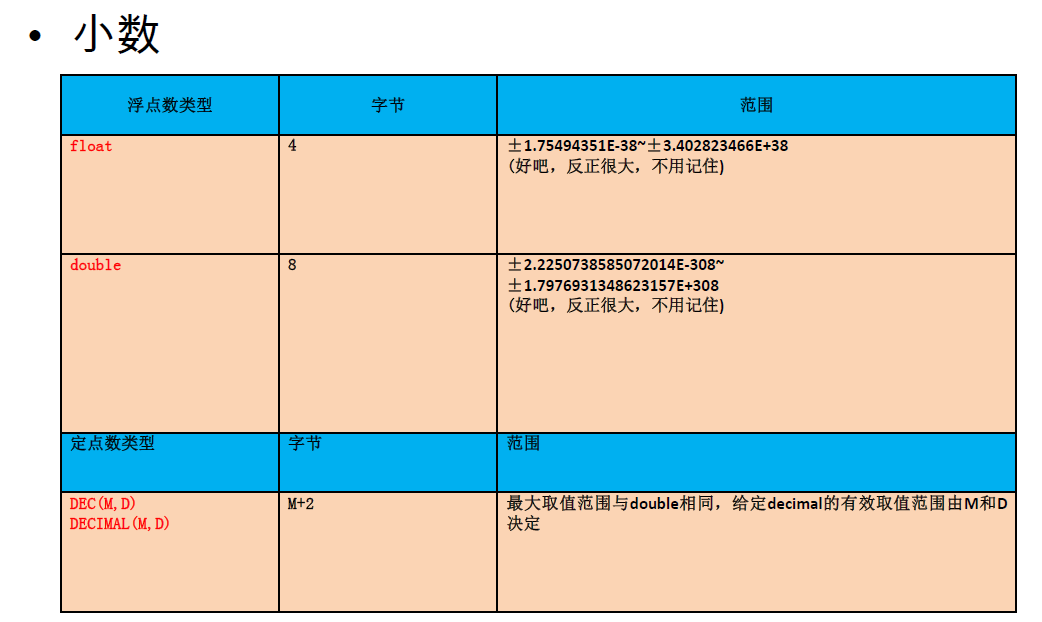 • 小数
浮点数类型 字节 范围
float 4 ±1.75494351E-38~±3.402823466E+38
(好吧，反正很大，不用记住)
double 8 ±2.2250738585072014E-308~
±1.7976931348623157E+308
(好吧，反正很大，不用记住)
定点数类型 字节 范围
DEC(M,D) M+2 最大取值范围与double相同，给定decimal的有效取值范围由M和D
DECIMAL(M,D) 决定